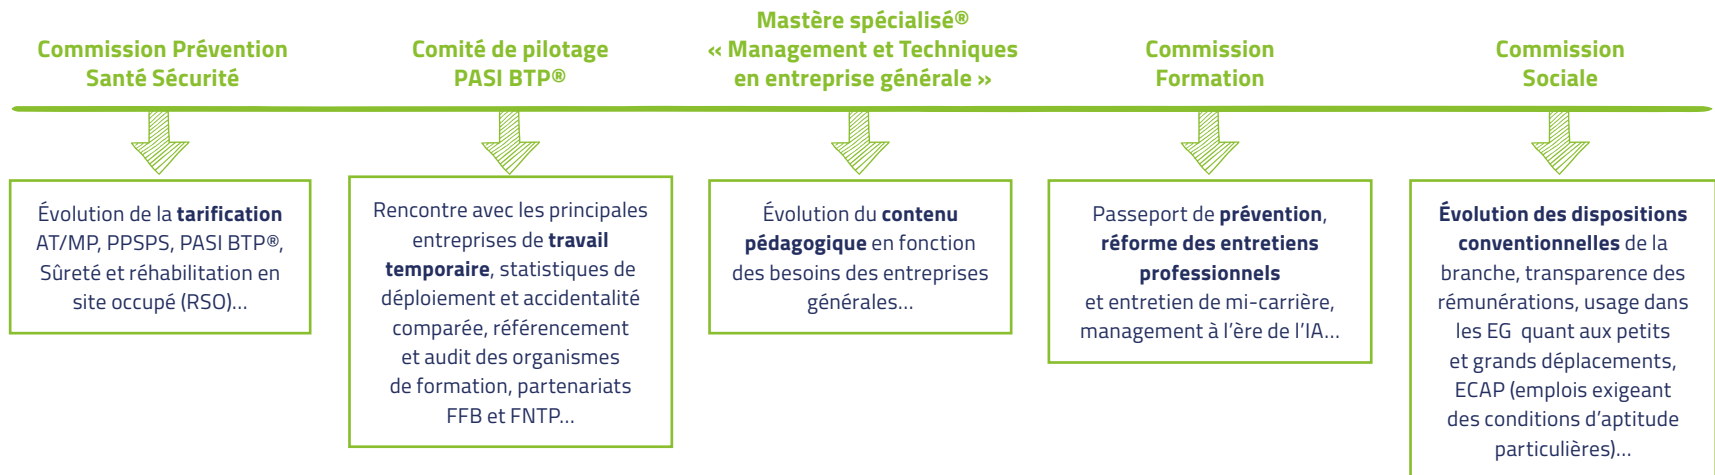 Commission Prévention
Santé Sécurité
Évolution de la tarification
AT/MP, PPSPS, PASI BTP®,
Sûreté et réhabilitation en
site occupé (RSO)…
Comité de pilotage
PASI BTP®
Rencontre avec les principales
entreprises de travail
temporaire, statistiques de
déploiement et accidentalité
comparée, référencement
et audit des organismes
de formation, partenariats
FFB et FNTP…
Mastère spécialisé®
« Management et Techniques
en entreprise générale »
Évolution du contenu
pédagogique en fonction
des besoins des entreprises
générales…
Commission
Formation
Passeport de prévention,
réforme des entretiens
professionnels
et entretien de mi-carrière,
management à l’ère de l’IA…
Commission
Sociale
Évolution des dispositions
conventionnelles de la
branche, transparence des
rémunérations, usage dans
les EG quant aux petits
et grands déplacements,
ECAP (emplois exigeant
des conditions d’aptitude
particulières)…